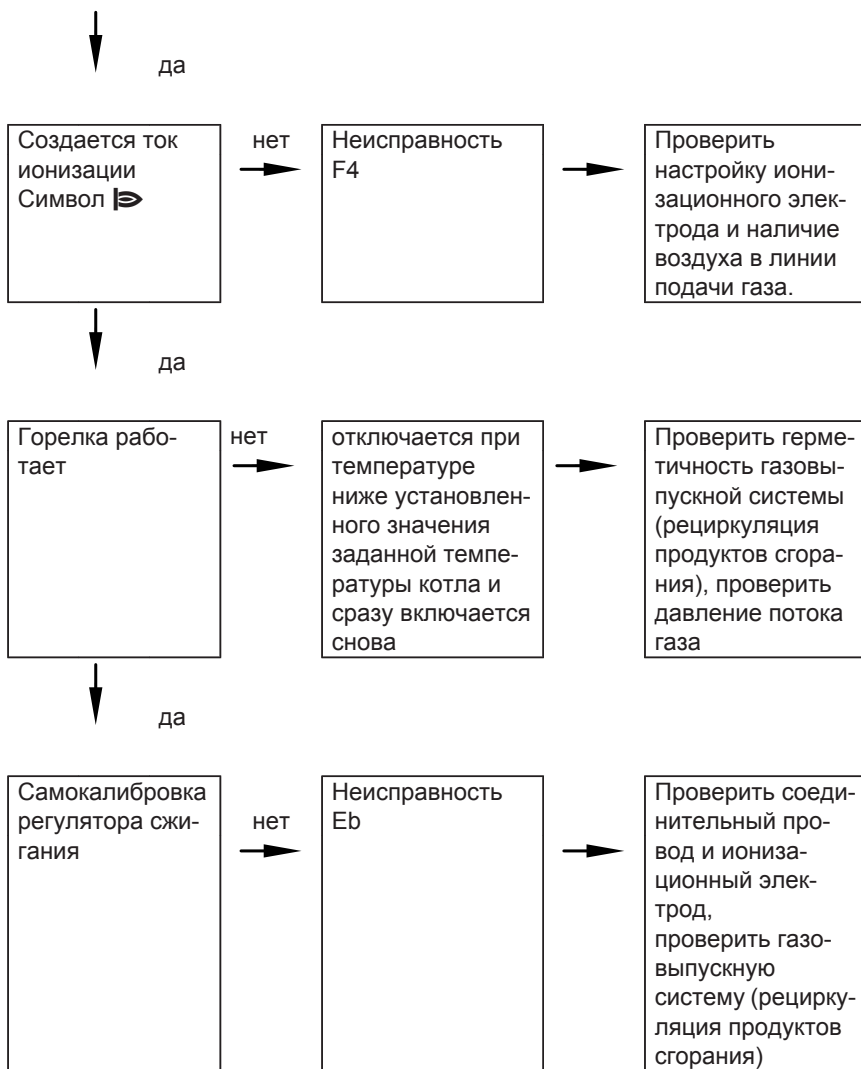 да
Создается ток
ионизации
Символ
нет
Неисправность
F4
Проверить
настройку иони-
зационного элек-
трода и наличие
воздуха в линии
подачи газа.
да
Горелка рабо-
тает
нет
отключается при
температуре
ниже установлен-
ного значения
заданной темпе-
ратуры котла и
сразу включается
снова
Проверить герме-
тичность газовы-
пускной системы
(рециркуляция
продуктов сгора-
ния), проверить
давление потока
газа
да
Самокалибровка
регулятора сжи-
гания
нет
Неисправность
Eb
Проверить соеди-
нительный про-
вод и иониза-
ционный элек-
трод,
проверить газо-
выпускную
систему (рецирку-
ляция продуктов
сгорания)